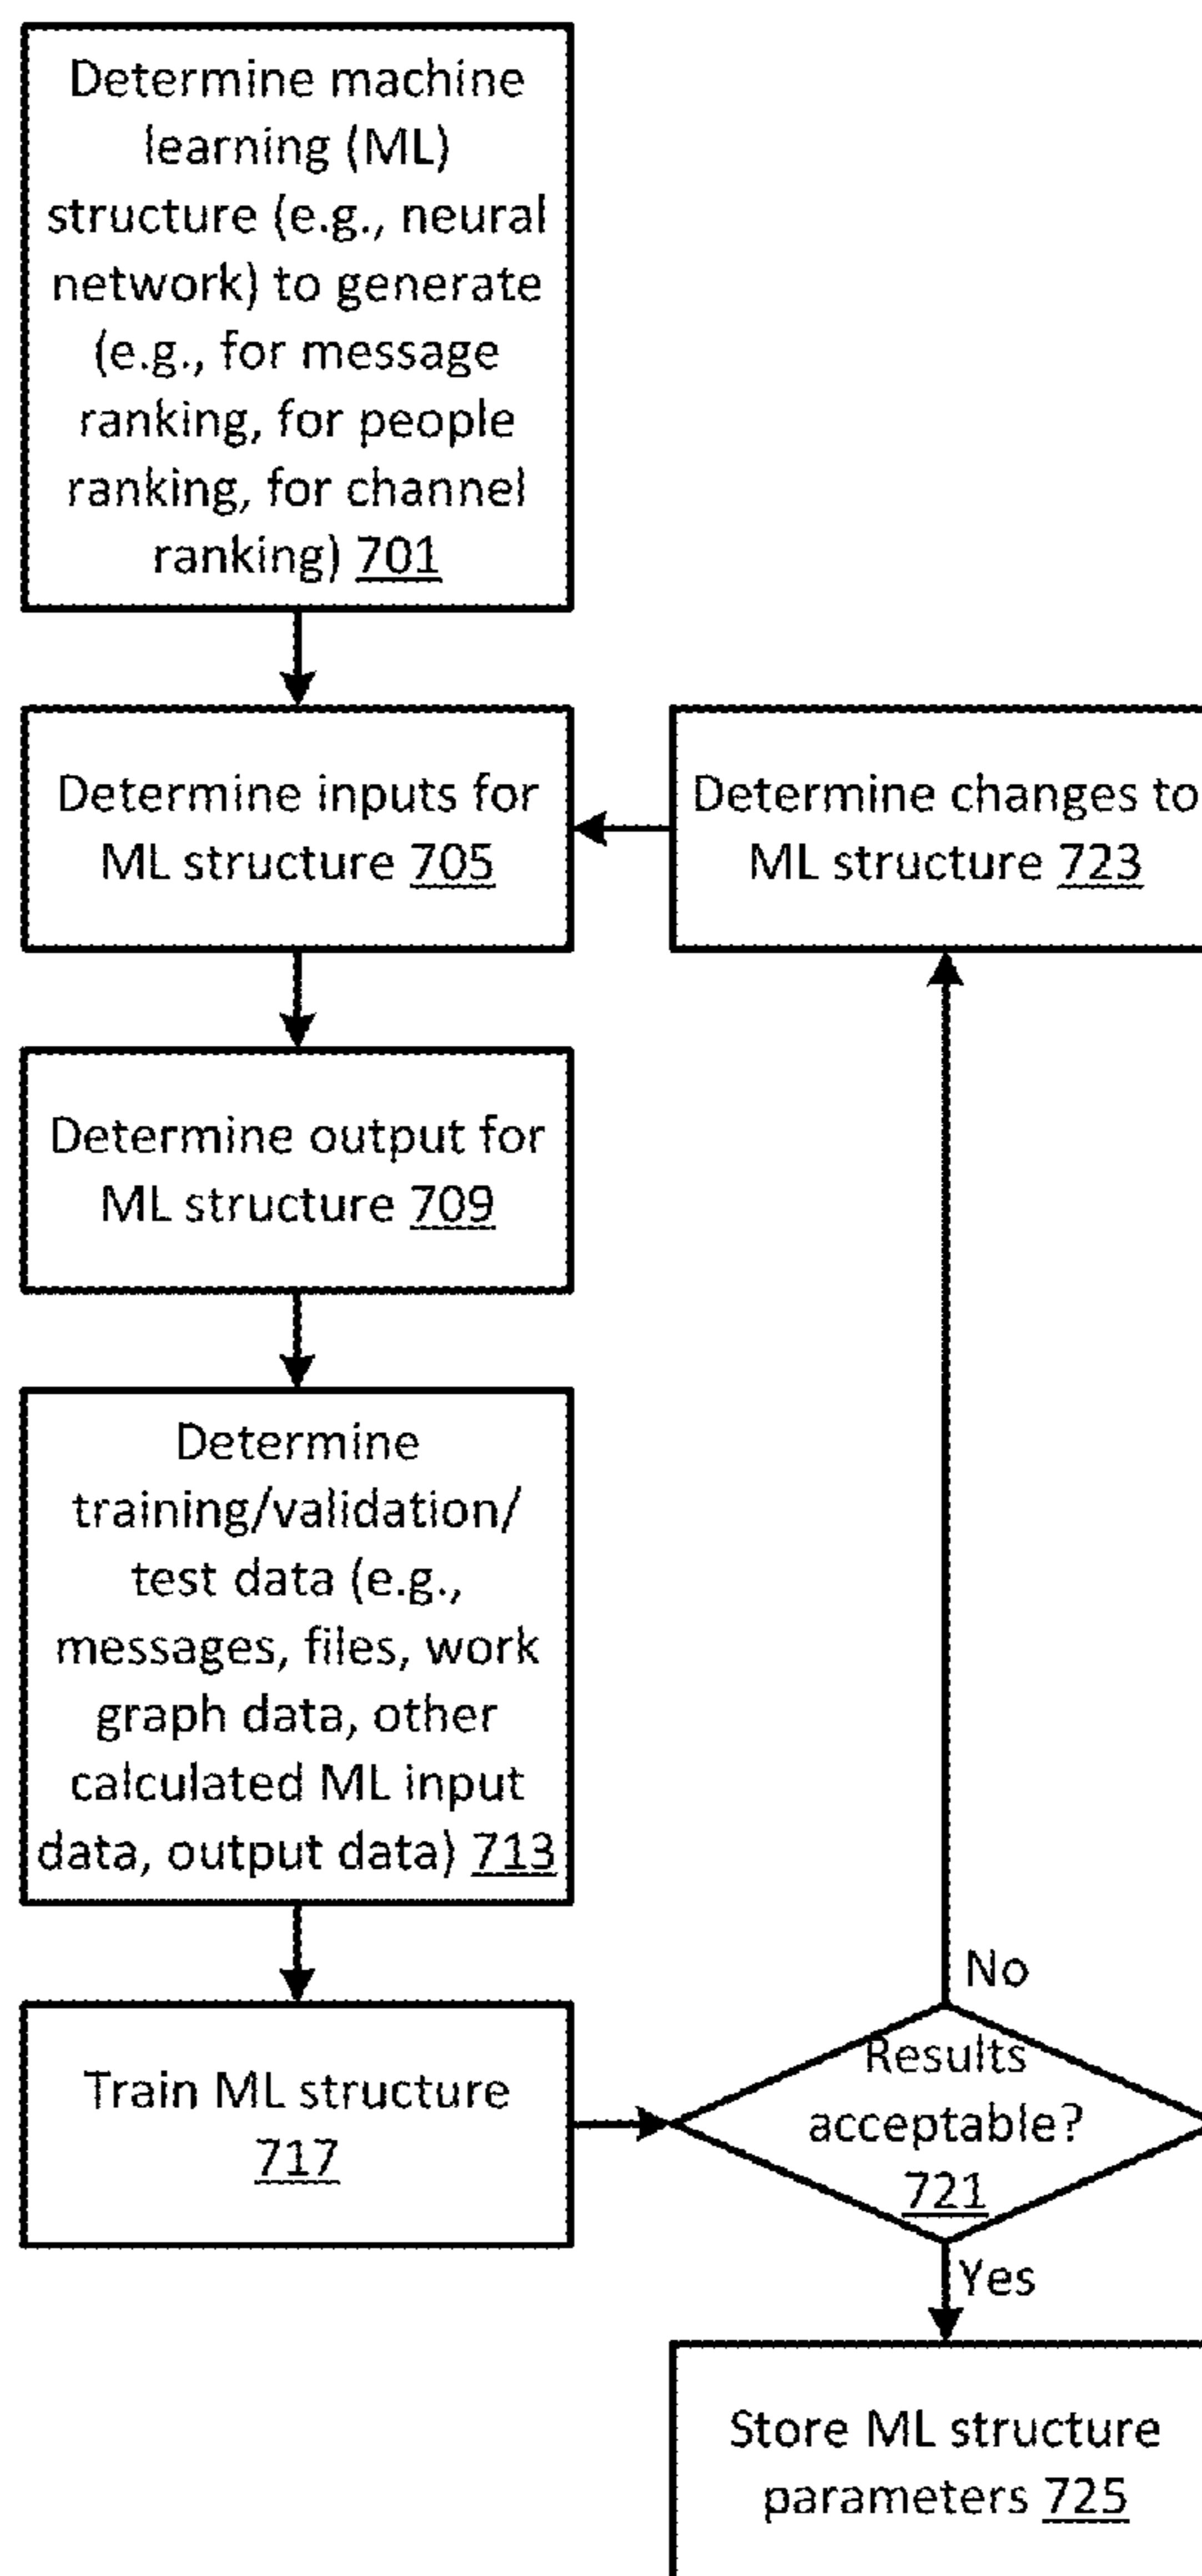 Determine machine
learning (ML)
structure (e.g., neural
network) to generate
(e.g., for message
ranking, for people
ranking, for channel
ranking) 701
Determine inputs for
ML structure 705
Determine changes to
ML structure 723
Determine output for
ML structure 709
Determine
training/validation/
test data (e.g.,
messages, files, work
graph data, other
calculated ML input
data, output data) 713
Train ML structure
717
No
Results
acceptable?
721
Yes
Store ML structure
parameters 725